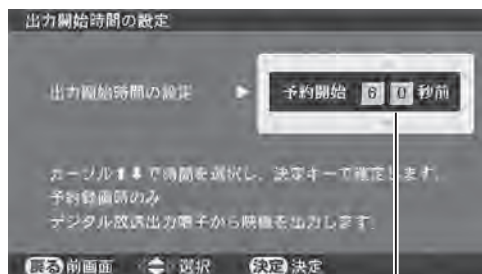 出力開始時間の設定
出力開始時間の設定 ▶ 予約開始 6 0 秒前
カーソル⬆⬇で時間を選択し、決定キーで確定します。
予約録画時のみ
デジタル放送出力端子から映像を出力します。
戻る 前画面 選択 決定 決定